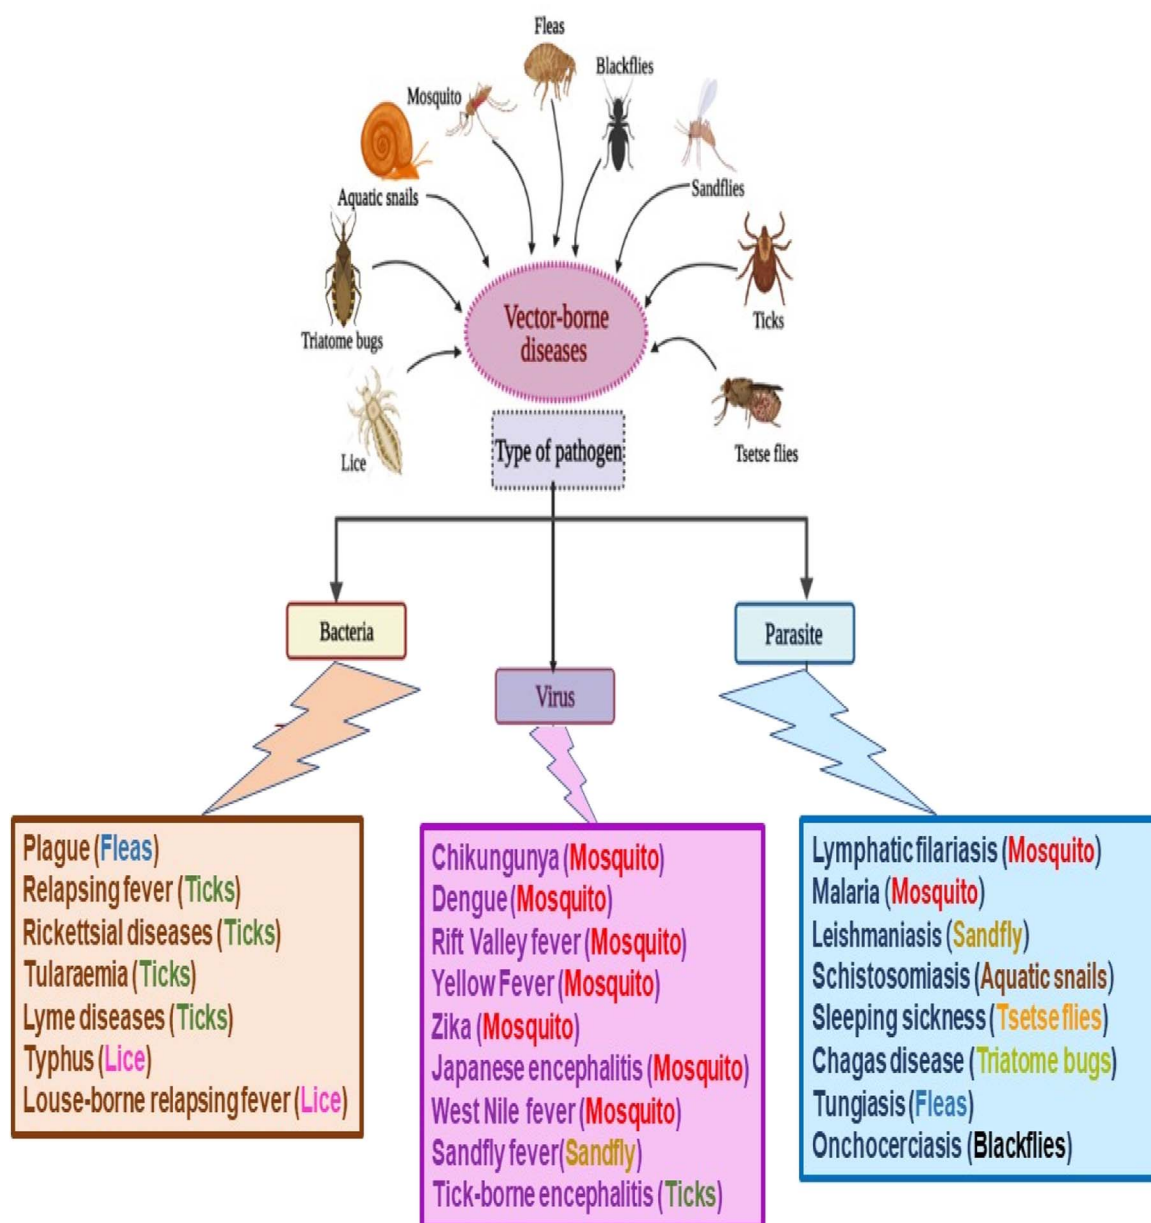 Fleas
Blackflies
Mosquito
Sandflies
Aquatic snails
Ticks
Triatome bugs
Vector-borne
diseases
Lice
Tsetse flies
Type of pathogen
Bacteria
Virus
Parasite
Plague (Fleas)
Relapsing fever (Ticks)
Rickettsial diseases (Ticks)
Tularaemia (Ticks)
Lyme diseases (Ticks)
Typhus (Lice)
Louse-borne relapsing fever (Lice)
Chikungunya (Mosquito)
Dengue (Mosquito)
Rift Valley fever (Mosquito)
Yellow Fever (Mosquito)
Zika (Mosquito)
Japanese encephalitis (Mosquito)
West Nile fever (Mosquito)
Sandfly fever(Sandfly)
Tick-borne encephalitis (Ticks)
Lymphatic filariasis (Mosquito)
Malaria (Mosquito)
Leishmaniasis (Sandfly)
Schistosomiasis (Aquatic snails)
Sleeping sickness (Tsetse flies)
Chagas disease (Triatome bugs)
Tungiasis (Fleas)
Onchocerciasis (Blackflies)